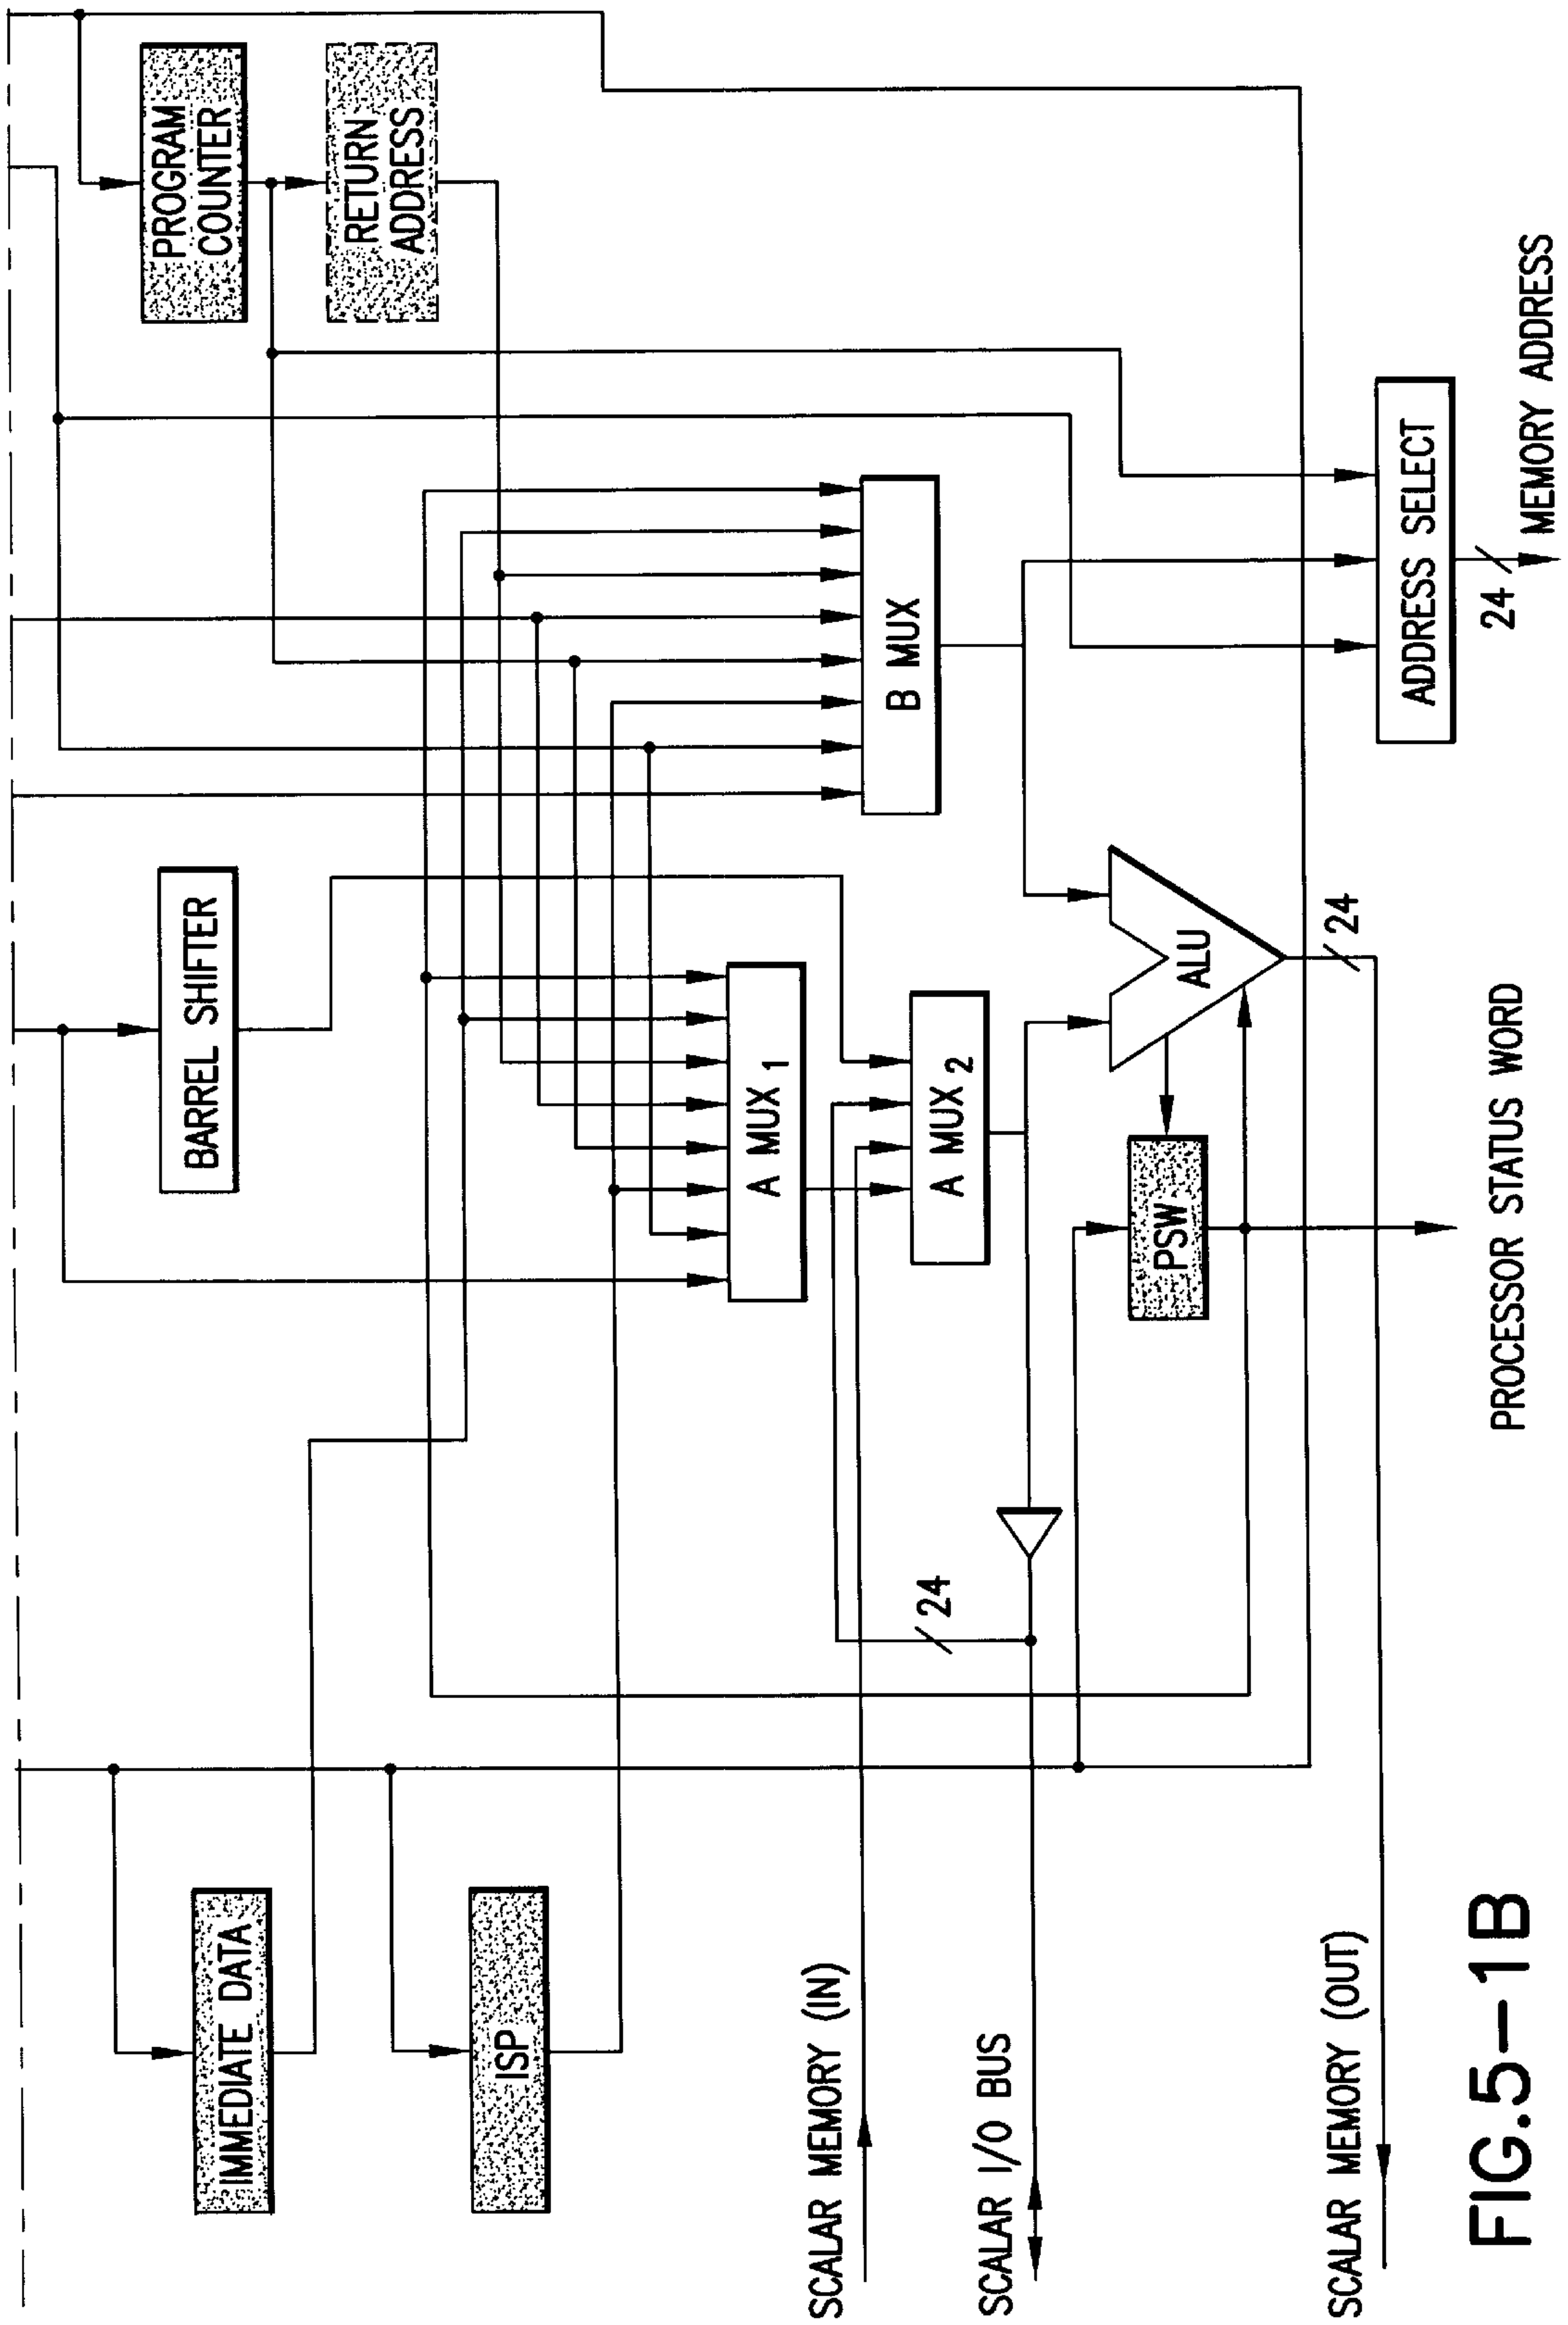 PROGRAM
COUNTER
RETURN
ADDRESS
BARREL SHIFTER
IMMEDIATE DATA
ISP
A MUX 1
B MUX
A MUX 2
ALU
PSW
24
24
24
ADDRESS SELECT
MEMORY ADDRESS
SCALAR MEMORY (IN)
SCALAR I/O BUS
SCALAR MEMORY (OUT)
PROCESSOR STATUS WORD
FIG.5-1B